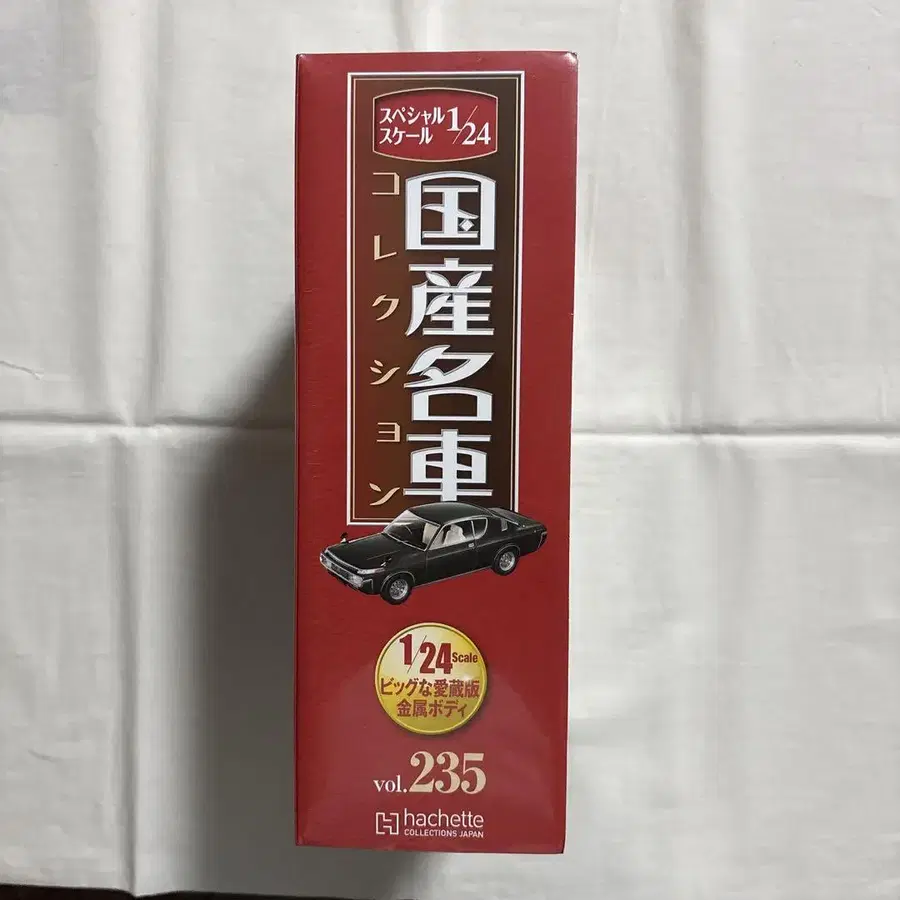 スペシャル
スケール 1/24
国産名車
コレクション
1/24 Scale
ビッグな愛蔵版
金属ボディ
vol.235
hachette
COLLECTIONS JAPAN